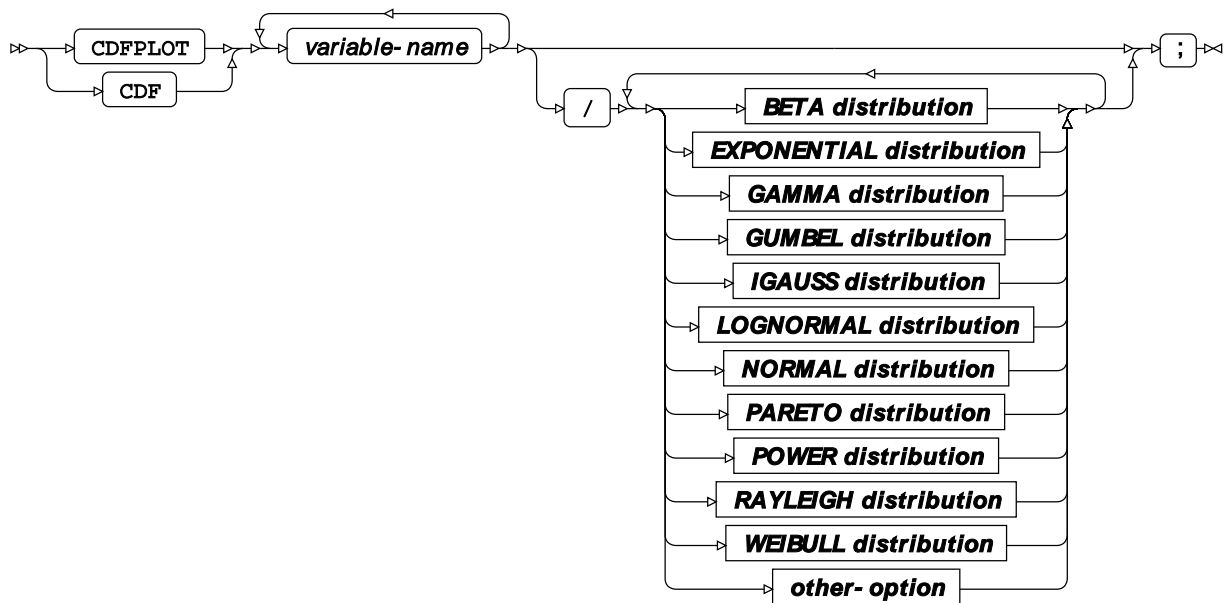 CDFPLOT
CDF
variable-name
/
BETA distribution
EXPONENTIAL distribution
GAMMA distribution
GUMBEL distribution
IGAUSS distribution
LOGNORMAL distribution
NORMAL distribution
PARETO distribution
POWER distribution
RAYLEIGH distribution
WEIBULL distribution
other-option
;